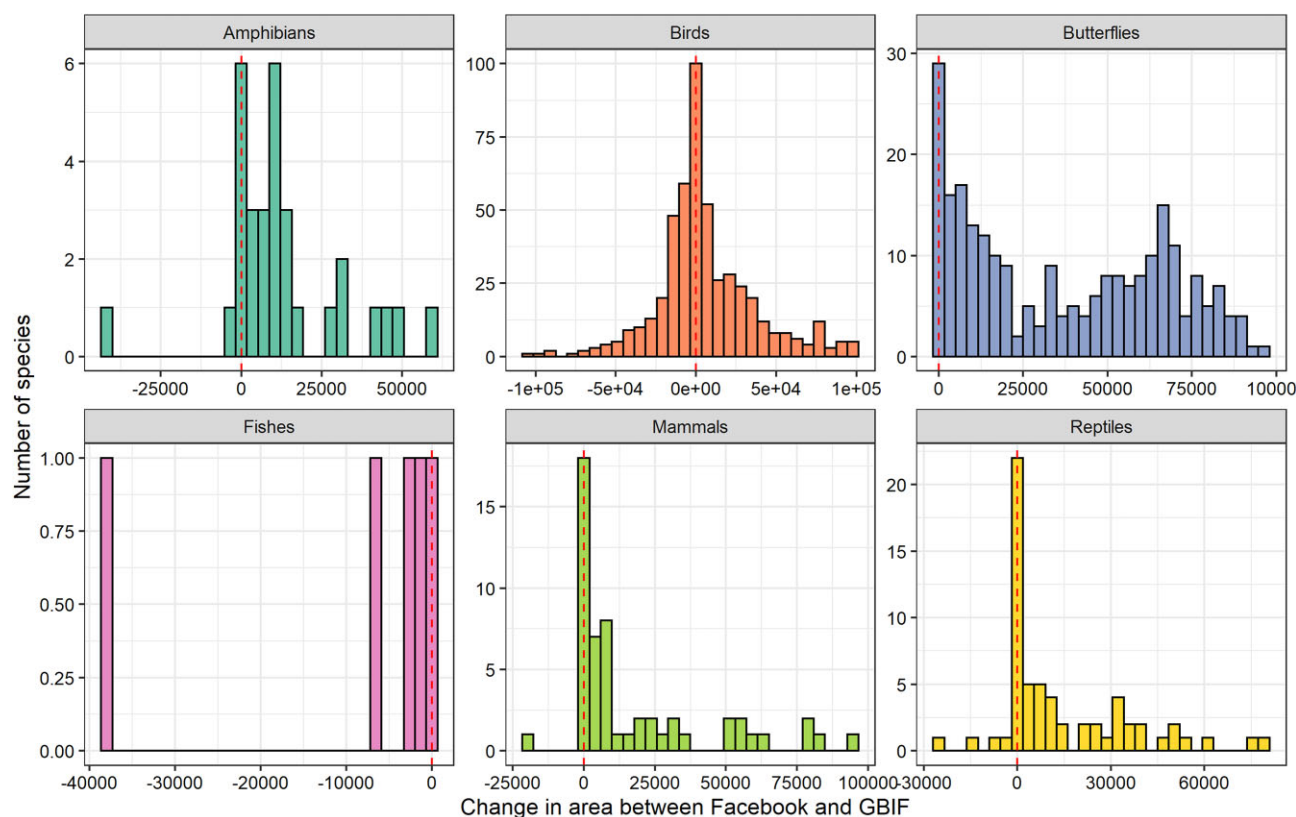 Amphibians
Birds
Butterflies
6
4
2
0
-25000 0 25000 50000
100
75
50
25
0
-1e+05 -5e+04 0e+00 5e+04 1e+05
30
20
10
0
0 25000 50000 75000 10000
Fishes
Mammals
Reptiles
1.00
0.75
0.50
0.25
0.00
-40000 -30000 -20000 -10000 0
15
10
5
0
-25000 0 25000 50000 75000 100000
20
15
10
5
0
-30000 0 30000 60000
Number of species
Change in area between Facebook and GBIF